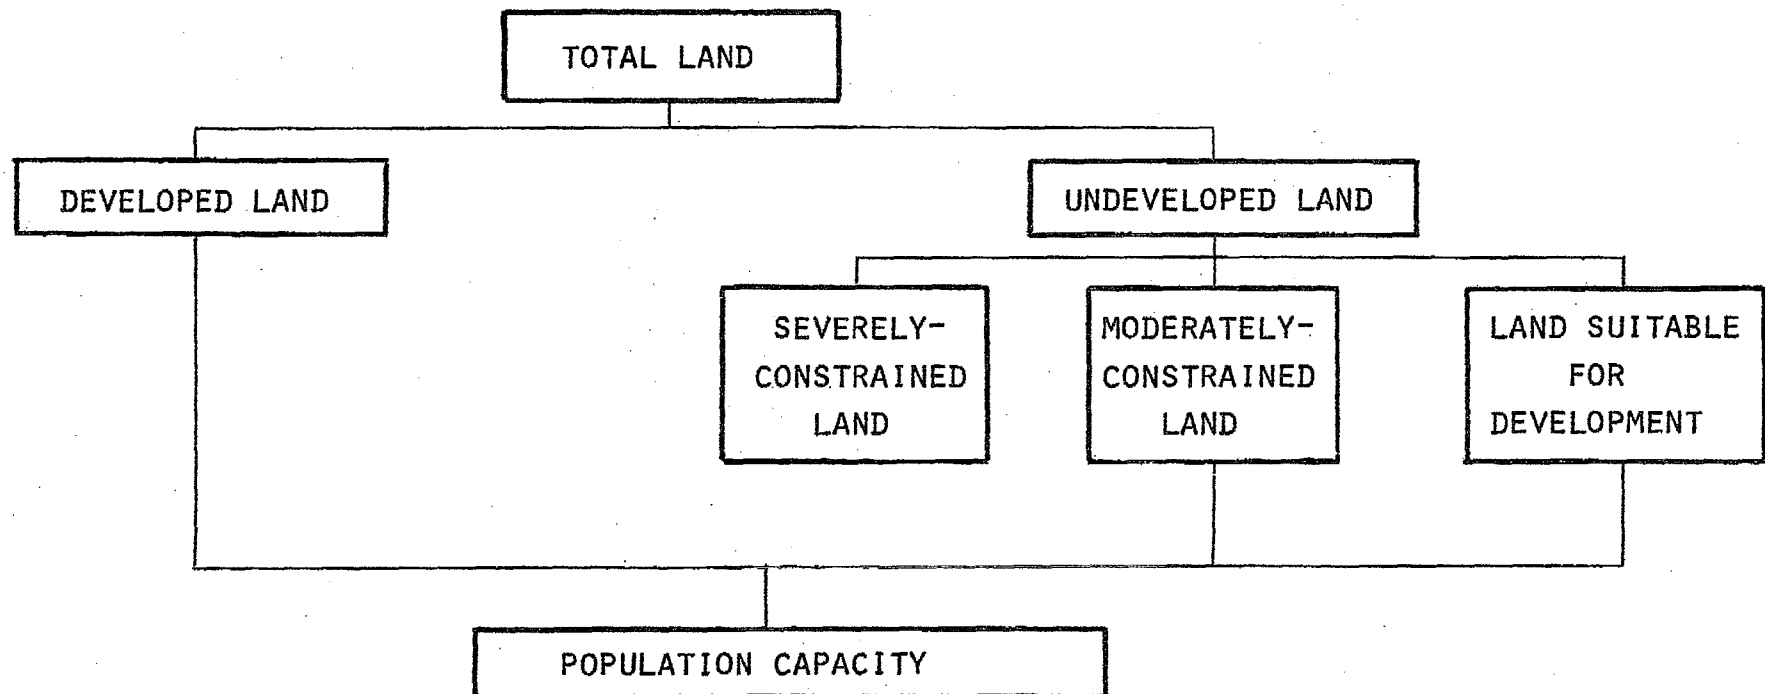 TOTAL LAND
DEVELOPED LAND
UNDEVELOPED LAND
SEVERELY-
CONSTRAINED
LAND
MODERATELY-
CONSTRAINED
LAND
LAND SUITABLE
FOR
DEVELOPMENT
POPULATION CAPACITY